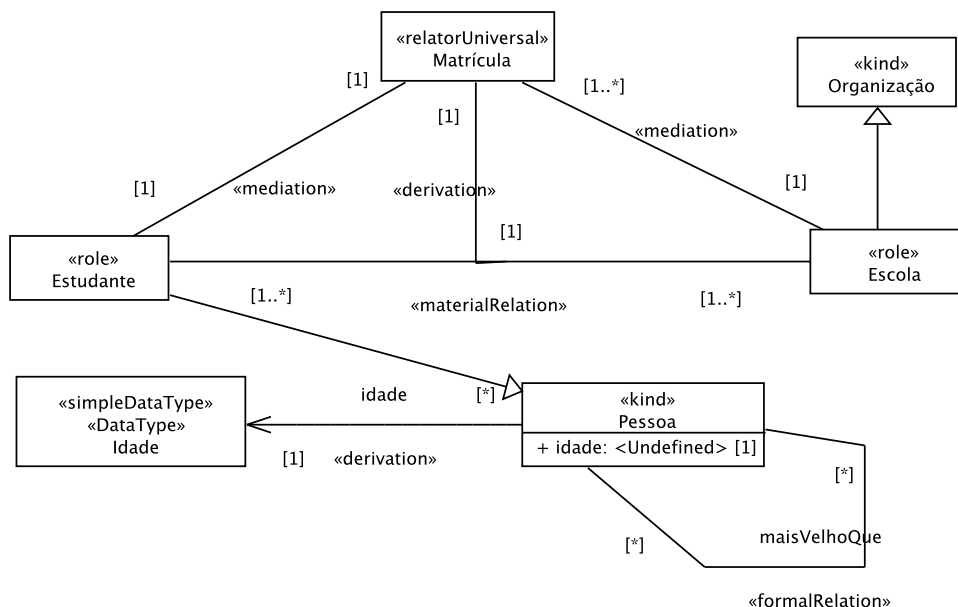 «relatorUniversal»
Matrícula
«kind»
Organização
[1]
[1]
[1..*]
«mediation»
[1]
«mediation»
«derivation»
[1]
[1]
«role»
Estudante
«role»
Escola
[1..*]
«materialRelation»
[1..*]
«simpleDataType»
«DataType»
Idade
idade
[*]
[1]
«derivation»
«kind»
Pessoa
+ idade: <Undefined> [1]
[*]
[*]
maisVelhoQue
«formalRelation»